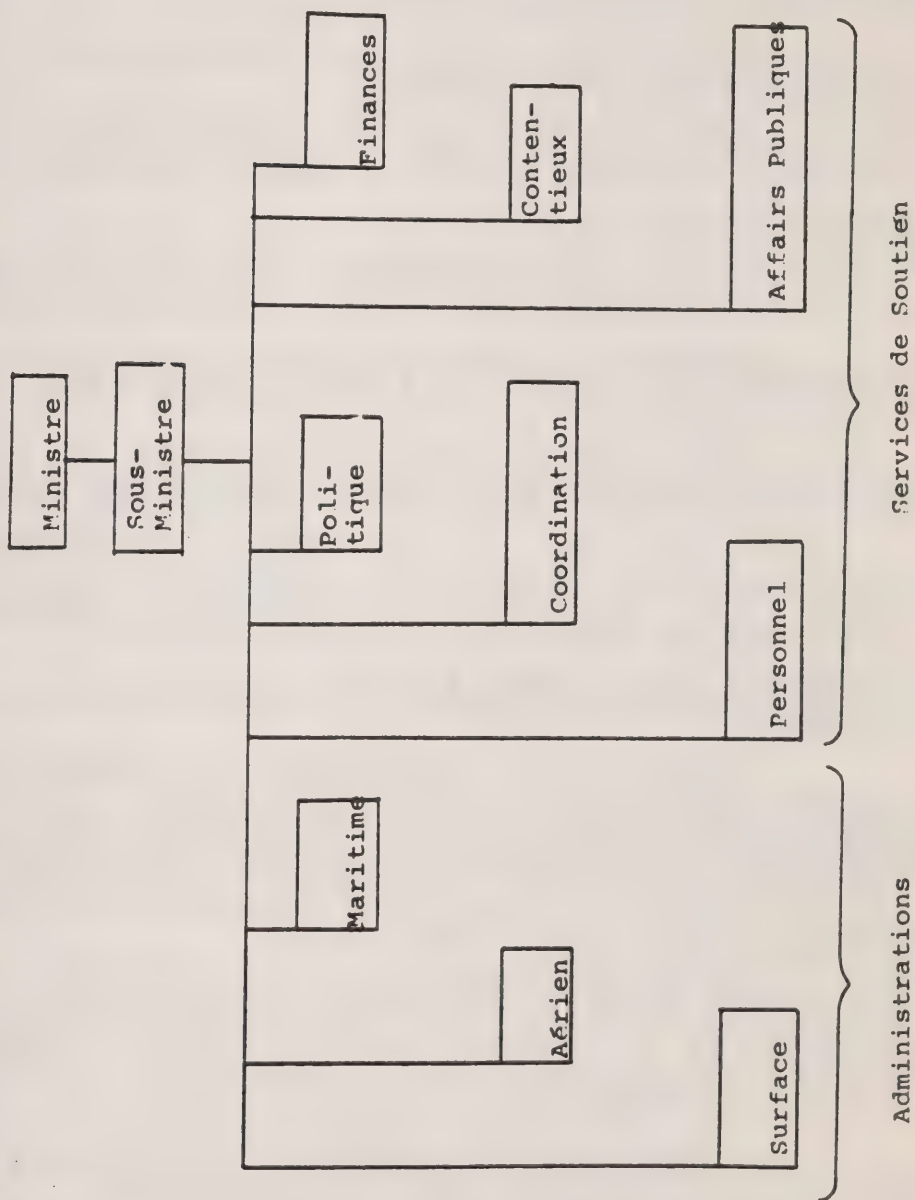 Ministre
Sous-
Ministre
Maritime
Poli-
tique
Finances
Aérien
Coordination
Conten-
tieux
Surface
Personnel
Affairs Publiques
Administrations
Services de Soutien